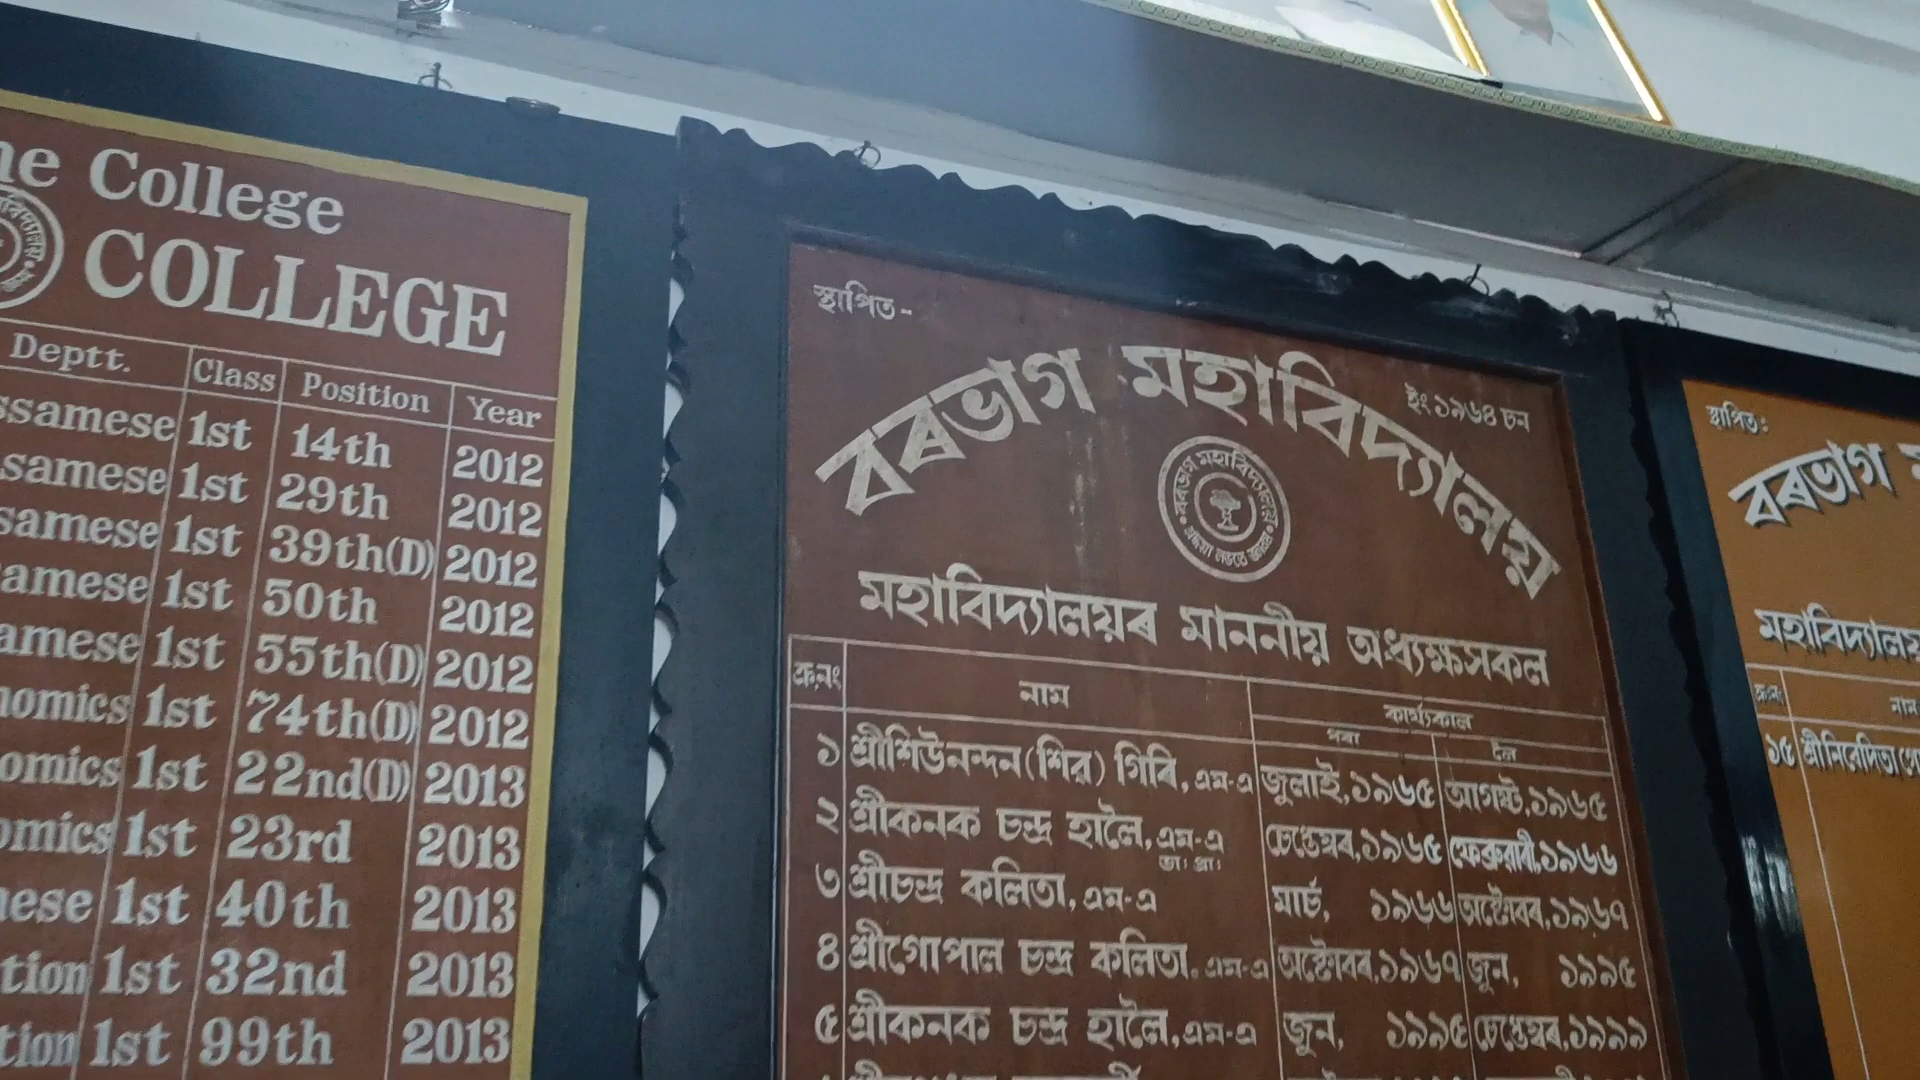 he College
COLLEGE
Deptt. Class Position Year
ssamese 1st 14th 2012
samese 1st 29th 2012
samese 1st 39th(D) 2012
amese 1st 50th 2012
amese 1st 55th(D) 2012
nomics 1st 74th(D) 2012
omics 1st 22nd(D) 2013
omics 1st 23rd 2013
nese 1st 40th 2013
tion 1st 32nd 2013
tion 1st 99th 2013
স্থাপিত-
ইং ১৯৬৪ চন
বৰভাগ মহাবিদ্যালয়
বৰভাগ মহাবিদ্যালয়
মহাবিদ্যালয়ৰ মাননীয় অধ্যক্ষসকল
ক্ৰ.নং নাম কাৰ্য্যকাল
পৰা লৈ
১ শ্ৰীশিউনন্দন(শিৱ) গিৰি, এম-এ জুলাই, ১৯৬৫ আগষ্ট, ১৯৬৫
২ শ্ৰীকনক চন্দ্ৰ হালৈ, এম-এ চেপ্তেম্বৰ, ১৯৬৫ ফেব্ৰুৱাৰী, ১৯৬৬
ভাঃ প্ৰাঃ
৩ শ্ৰীচন্দ্ৰ কলিতা, এম-এ মাৰ্চ, ১৯৬৬ অক্টোবৰ, ১৯৬৭
৪ শ্ৰীগোপাল চন্দ্ৰ কলিতা, এম-এ অক্টোবৰ, ১৯৬৭ জুন, ১৯৯৫
৫ শ্ৰীকনক চন্দ্ৰ হালৈ, এম-এ জুন, ১৯৯৫ চেপ্তেম্বৰ, ১৯৯৯
স্থাপিতঃ
বৰভাগ ম
মহাবিদ্যালয়
ক্ৰ.নং নাম
১৫ শ্ৰীনিবেদিতা গো